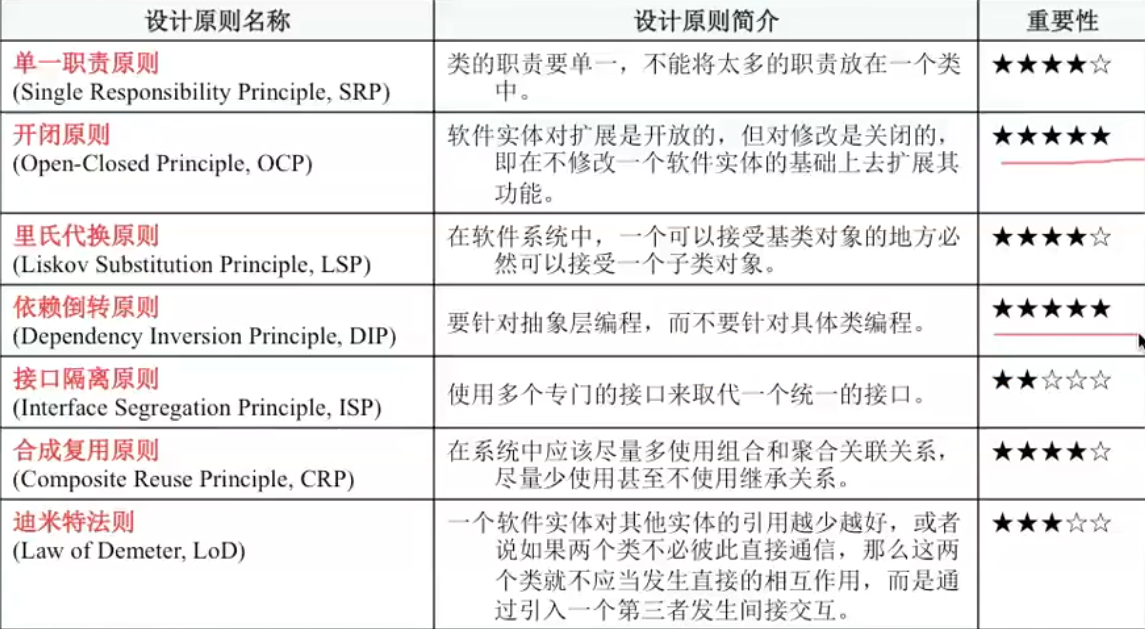 设计原则名称
设计原则简介
重要性
单一职责原则
(Single Responsibility Principle, SRP)
类的职责要单一，不能将太多的职责放在一个类
中。
★★★★☆
开闭原则
(Open-Closed Principle, OCP)
软件实体对扩展是开放的，但对修改是关闭的，
即在不修改一个软件实体的基础上去扩展其
功能。
★★★★★
里氏代换原则
(Liskov Substitution Principle, LSP)
在软件系统中，一个可以接受基类对象的地方必
然可以接受一个子类对象。
★★★★☆
依赖倒转原则
(Dependency Inversion Principle, DIP)
要针对抽象层编程，而不要针对具体类编程。
★★★★★
接口隔离原则
(Interface Segregation Principle, ISP)
使用多个专门的接口来取代一个统一的接口。
★★☆☆☆
合成复用原则
(Composite Reuse Principle, CRP)
在系统中应该尽量多使用组合和聚合关联关系，
尽量少使用甚至不使用继承关系。
★★★★☆
迪米特法则
(Law of Demeter, LoD)
一个软件实体对其他实体的引用越少越好，或者
说如果两个类不必彼此直接通信，那么这两
个类就不应当发生直接的相互作用，而是通
过引入一个第三者发生间接交互。
★★★☆☆